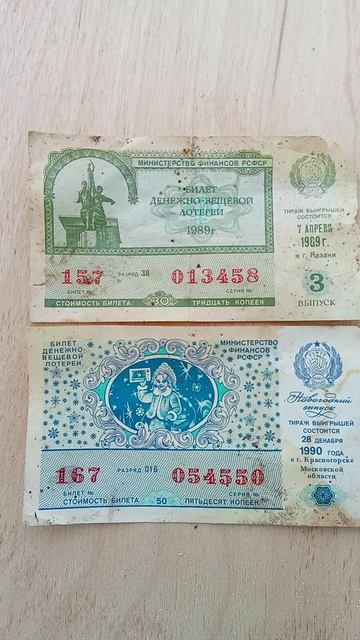 МИНИСТЕРСТВО ФИНАНСОВ РСФСР
БИЛЕТ
ДЕНЕЖНО-ВЕЩЕВОЙ
ЛОТЕРЕИ
1989г.
157 РАЗРЯД 38 013458
БИЛЕТ № СЕРИЯ №
СТОИМОСТЬ БИЛЕТА 30 ТРИДЦАТЬ КОПЕЕК
ТИРАЖ ВЫИГРЫШЕЙ
СОСТОИТСЯ
7 АПРЕЛЯ
1989 г.
в г. Казани
3
ВЫПУСК
БИЛЕТ
ДЕНЕЖНО-
ВЕЩЕВОЙ
ЛОТЕРЕИ
МИНИСТЕРСТВО
ФИНАНСОВ
РСФСР
167 РАЗРЯД 016 054550
БИЛЕТ № СЕРИЯ №
СТОИМОСТЬ БИЛЕТА 50 ПЯТЬДЕСЯТ КОПЕЕК
Новогодний
выпуск
ТИРАЖ ВЫИГРЫШЕЙ
СОСТОИТСЯ
28 ДЕКАБРЯ
1990 ГОДА
в г. Красногорске
Московской
области